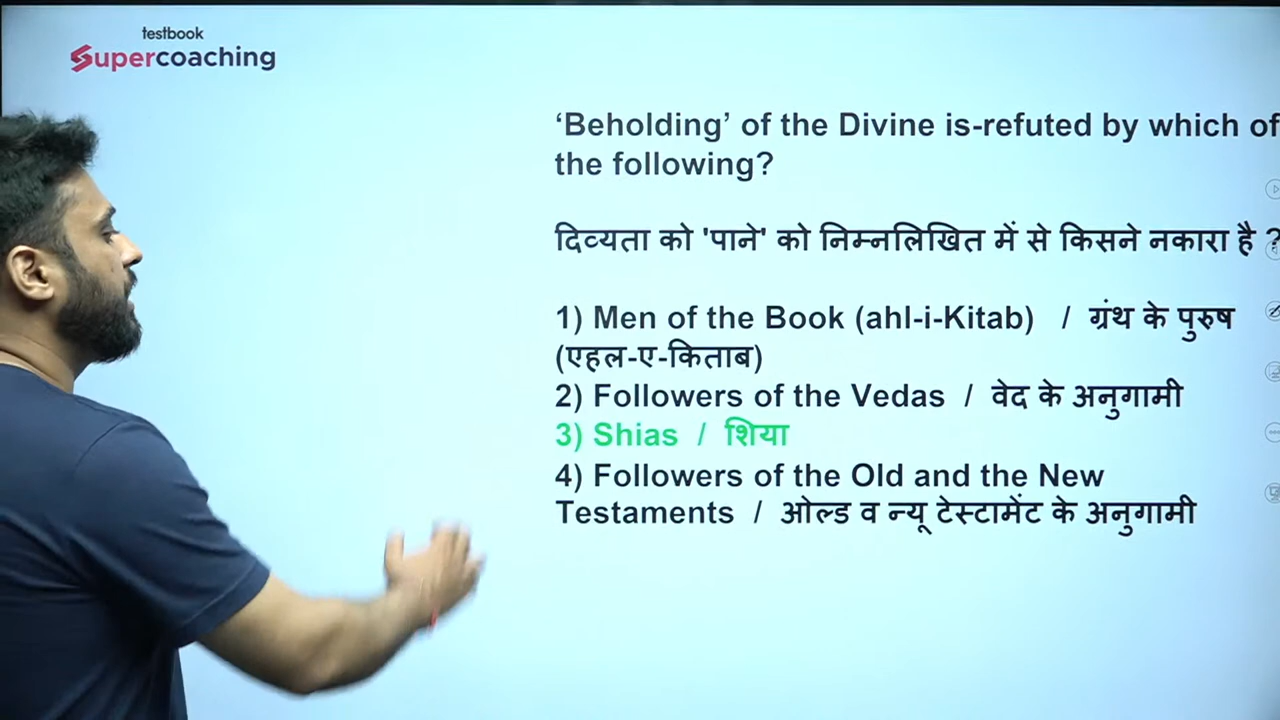 testbook
Supercoaching
‘Beholding’ of the Divine is-refuted by which of
the following?
दिव्यता को 'पाने' को निम्नलिखित में से किसने नकारा है ?
1) Men of the Book (ahl-i-Kitab) / ग्रंथ के पुरुष
(एहल-ए-किताब)
2) Followers of the Vedas / वेद के अनुगामी
3) Shias / शिया
4) Followers of the Old and the New
Testaments / ओल्ड व न्यू टेस्टामेंट के अनुगामी